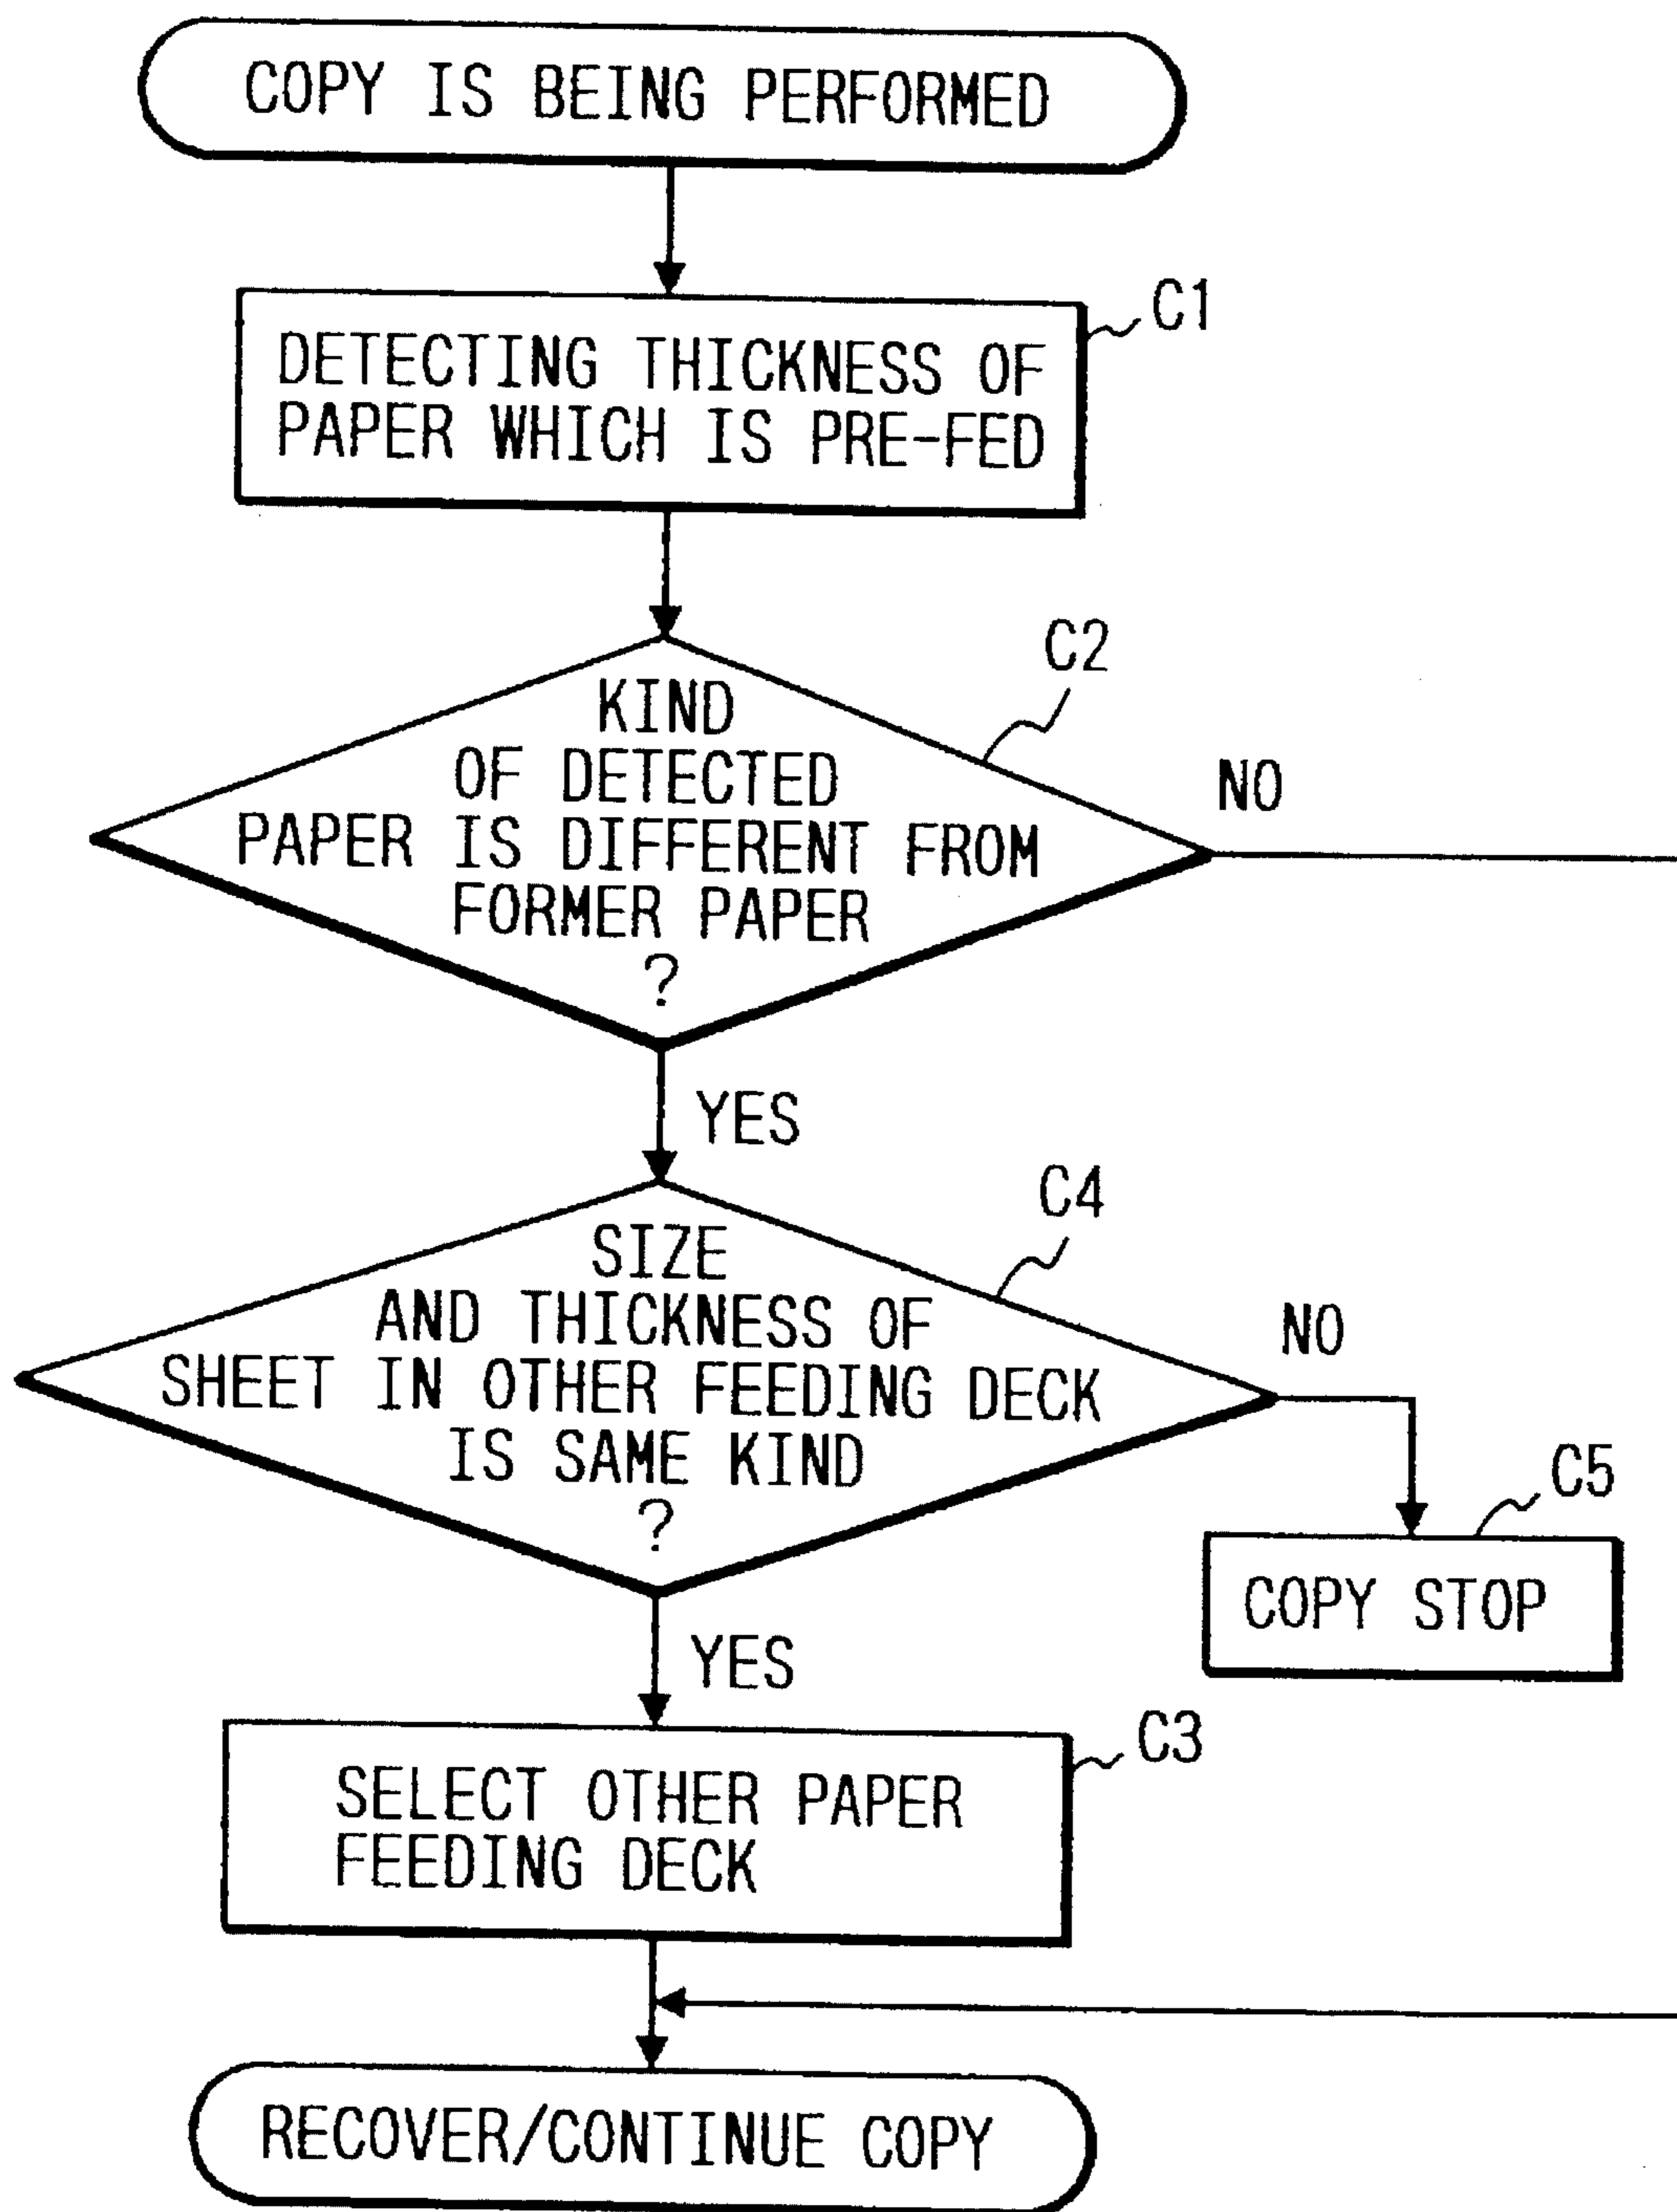 COPY IS BEING PERFORMED
C1
DETECTING THICKNESS OF
PAPER WHICH IS PRE-FED
C2
KIND
OF DETECTED
PAPER IS DIFFERENT FROM
FORMER PAPER
?
NO
YES
C4
SIZE
AND THICKNESS OF
SHEET IN OTHER FEEDING DECK
IS SAME KIND
?
NO
C5
COPY STOP
YES
C3
SELECT OTHER PAPER
FEEDING DECK
RECOVER/CONTINUE COPY